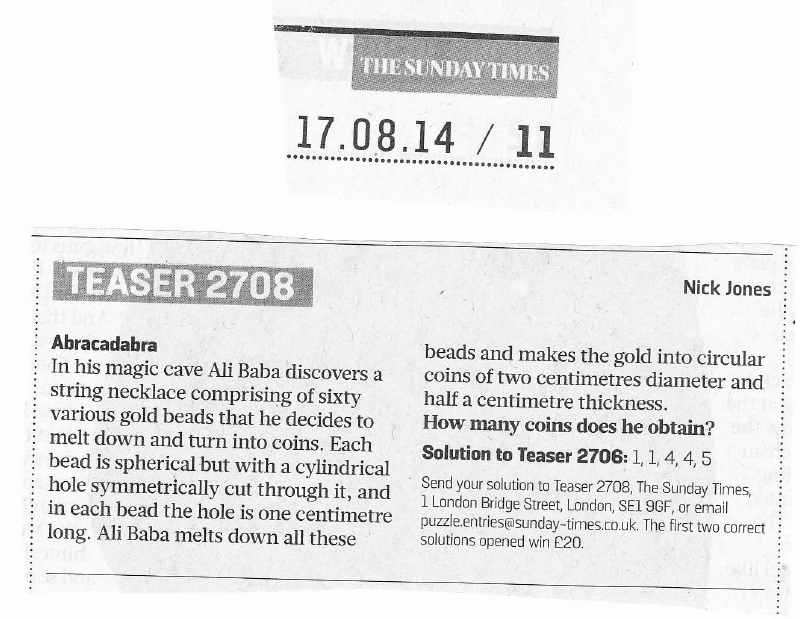 THE SUNDAY TIMES
17.08.14 / 11
TEASER 2708
Nick Jones
Abracadabra
In his magic cave Ali Baba discovers a
string necklace comprising of sixty
various gold beads that he decides to
melt down and turn into coins. Each
bead is spherical but with a cylindrical
hole symmetrically cut through it, and
in each bead the hole is one centimetre
long. Ali Baba melts down all these
beads and makes the gold into circular
coins of two centimetres diameter and
half a centimetre thickness.
How many coins does he obtain?
Solution to Teaser 2706: 1, 1, 4, 4, 5
Send your solution to Teaser 2708, The Sunday Times,
1 London Bridge Street, London, SE1 9GF, or email
puzzle.entries@sunday-times.co.uk. The first two correct
solutions opened win £20.